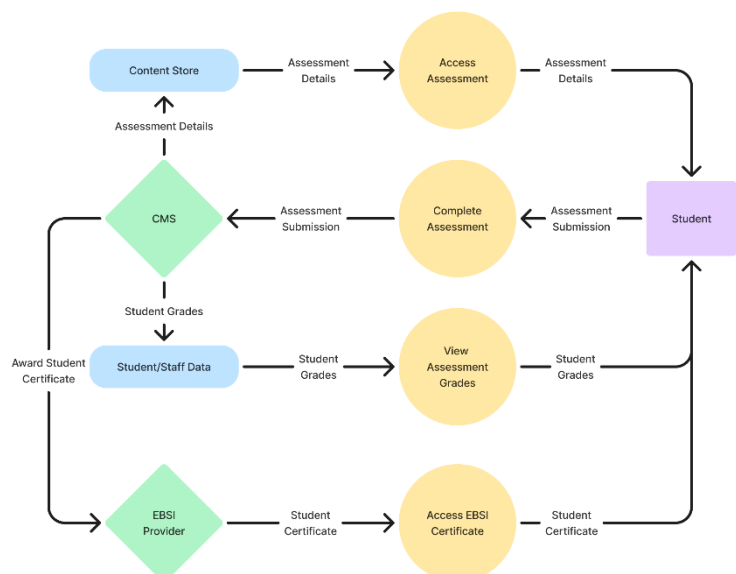 Content Store
Assessment
Details
Access
Assessment
Assessment
Details
Assessment Details
CMS
Assessment
Submission
Complete
Assessment
Assessment
Submission
Student
Student Grades
Award Student
Certificate
Student/Staff Data
Student
Grades
View
Assessment
Grades
Student
Grades
EBSI
Provider
Student
Certificate
Access EBSI
Certificate
Student
Certificate